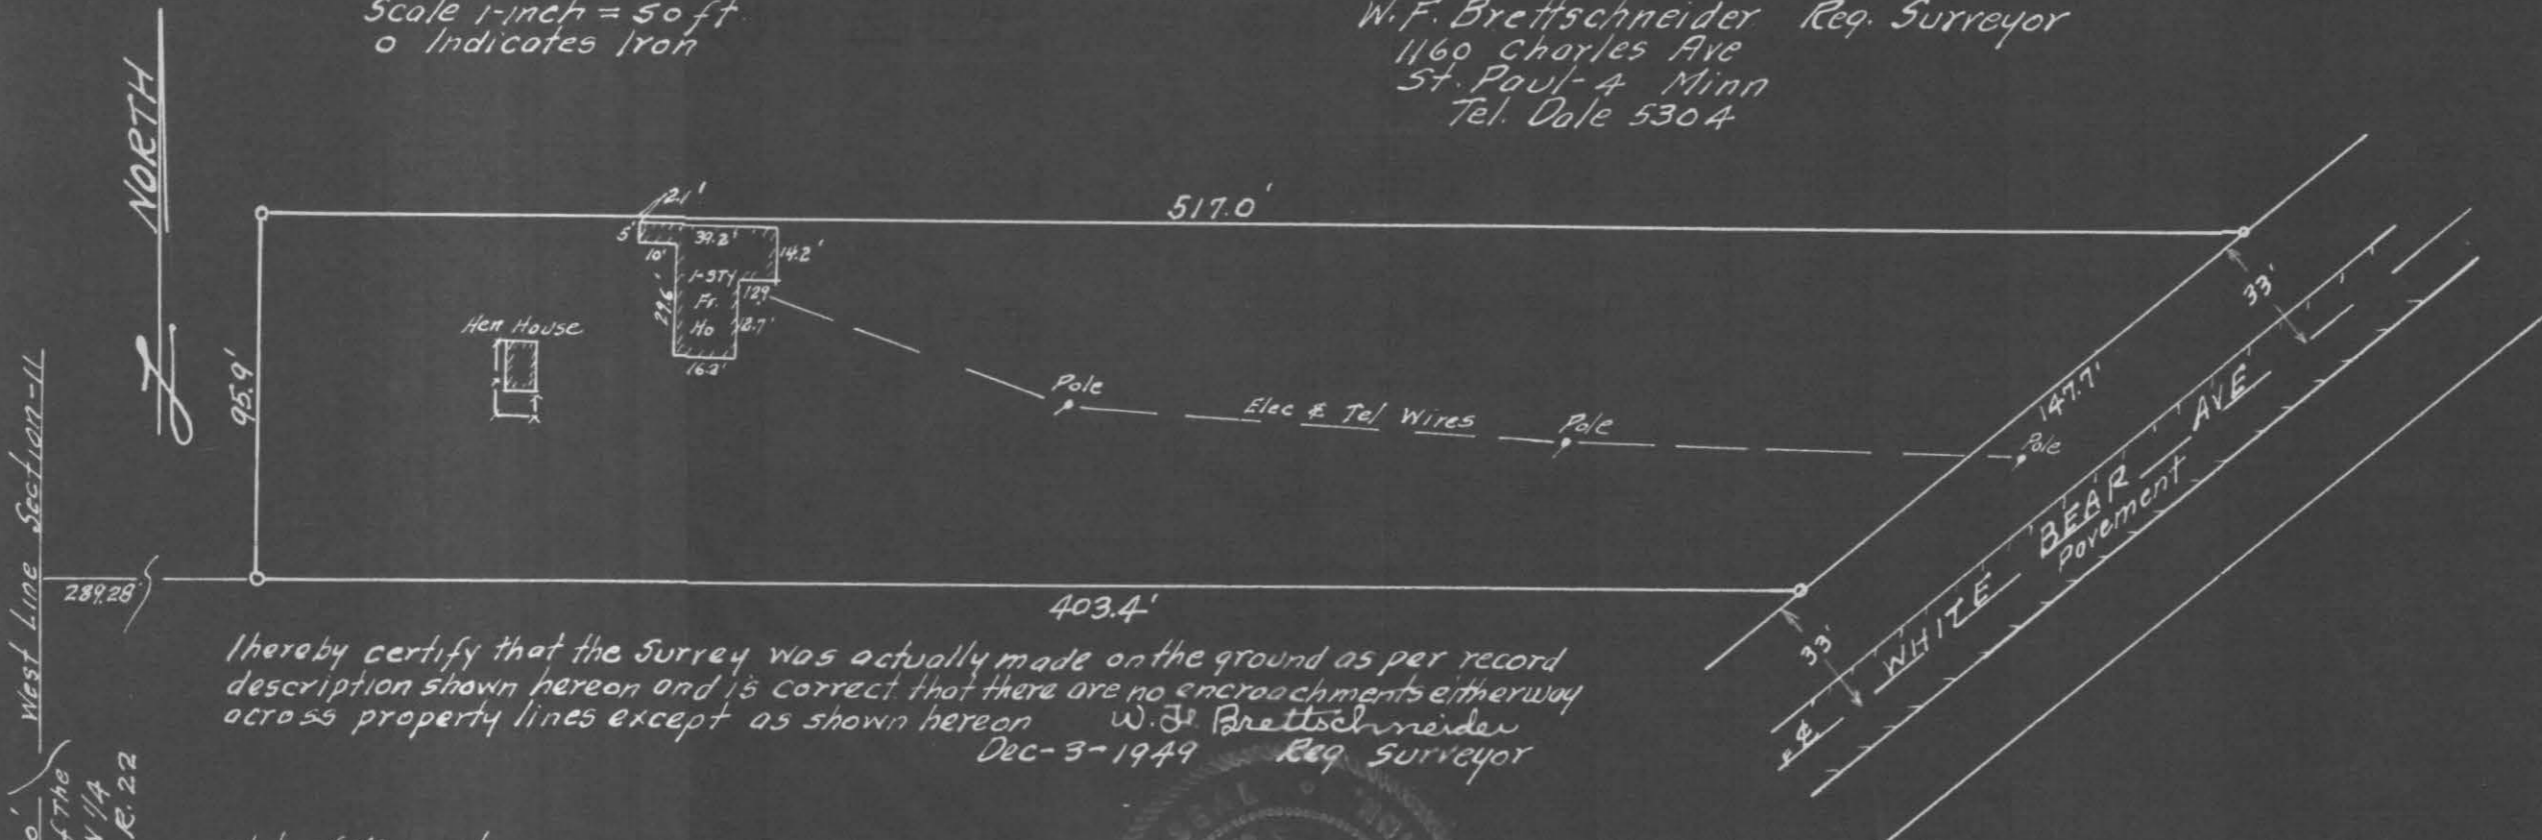 Scale 1-inch = 50 ft.
o Indicates Iron
W. F. Brettschneider Reg. Surveyor
1160 Charles Ave
St. Paul-4 Minn
Tel. Dale 5304
NORTH
2.1'
517.0'
5'
39.2'
14.2'
10'
1-STY
Fr.
Ho
29.6'
12.9
12.7'
16.2'
Hen House
95.9'
Pole
Elec & Tel Wires
Pole
Pole
147.7'
33'
33'
WHITE BEAR AVE
Pavement
West Line Section-11
289.28
403.4'
I hereby certify that the Survey was actually made on the ground as per record
description shown hereon and is correct that there are no encroachments either way
across property lines except as shown hereon W. F. Brettschneider
Dec-3-1949 Reg Surveyor
f The
1/4
R. 22